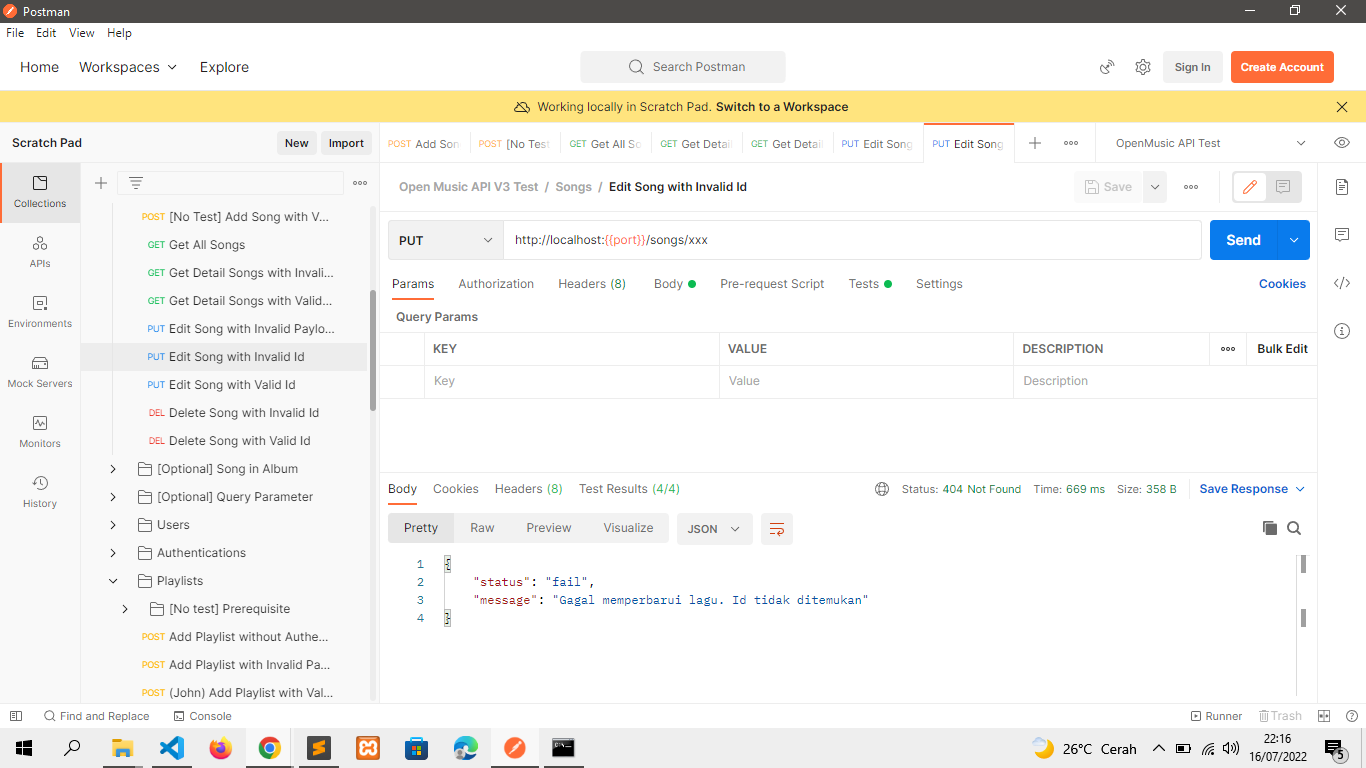 Postman
File Edit View Help
Home Workspaces Explore
Search Postman
Sign In
Create Account
Working locally in Scratch Pad. Switch to a Workspace
Scratch Pad
New
Import
POST Add Son
POST [No Test
GET Get All So
GET Get Detai
GET Get Detai
PUT Edit Song
PUT Edit Song
OpenMusic API Test
Collections
APIs
Environments
Mock Servers
Monitors
History
POST [No Test] Add Song with V...
GET Get All Songs
GET Get Detail Songs with Invali...
GET Get Detail Songs with Valid...
PUT Edit Song with Invalid Paylo...
PUT Edit Song with Invalid Id
PUT Edit Song with Valid Id
DEL Delete Song with Invalid Id
DEL Delete Song with Valid Id
[Optional] Song in Album
[Optional] Query Parameter
Users
Authentications
Playlists
[No test] Prerequisite
POST Add Playlist without Authe...
POST Add Playlist with Invalid Pa...
POST (John) Add Playlist with Val...
Open Music API V3 Test / Songs / Edit Song with Invalid Id
Save
PUT
http://localhost:{{port}}/songs/xxx
Send
Params Authorization Headers (8) Body Pre-request Script Tests Settings
Cookies
Query Params
KEY VALUE DESCRIPTION
Bulk Edit
Key Value Description
Body Cookies Headers (8) Test Results (4/4)
Status: 404 Not Found Time: 669 ms Size: 358 B
Save Response
Pretty Raw Preview Visualize JSON
1 {
2 "status": "fail",
3 "message": "Gagal memperbarui lagu. Id tidak ditemukan"
4 }
Find and Replace Console
Runner Trash
26°C Cerah
22:16
16/07/2022
5